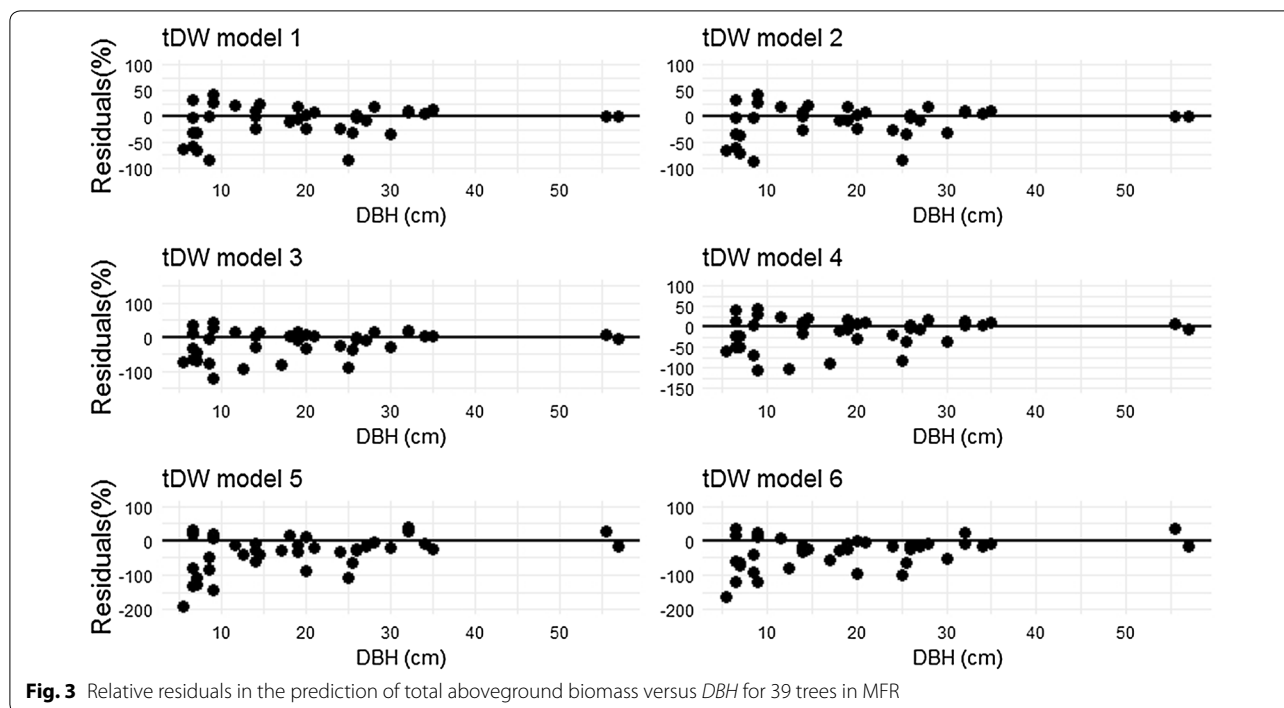 tDW model 1
tDW model 2
Residuals(%)
100
50
0
-50
-100
100
50
0
-50
-100
10 20 30 40 50
10 20 30 40 50
DBH (cm)
DBH (cm)
tDW model 3
tDW model 4
Residuals(%)
100
0
-100
100
50
0
-50
-100
-150
10 20 30 40 50
10 20 30 40 50
DBH (cm)
DBH (cm)
tDW model 5
tDW model 6
Residuals(%)
100
0
-100
-200
100
0
-100
-200
10 20 30 40 50
10 20 30 40 50
DBH (cm)
DBH (cm)
Fig. 3 Relative residuals in the prediction of total aboveground biomass versus DBH for 39 trees in MFR